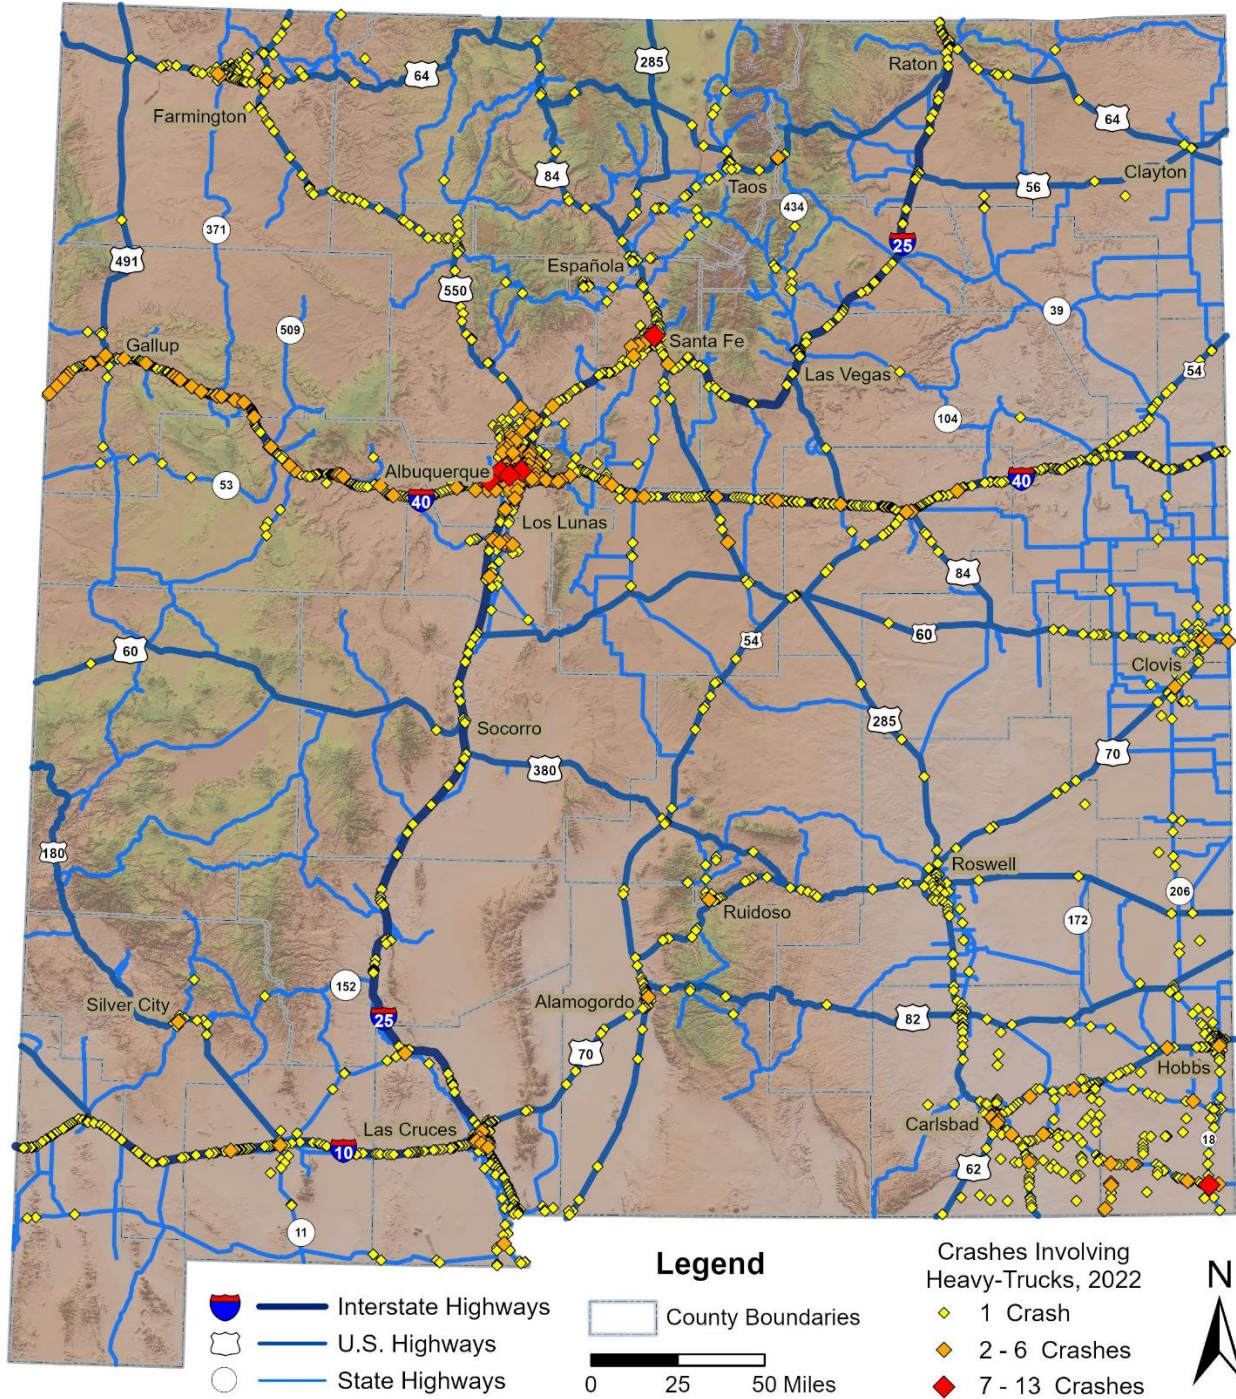 Raton
285
64
Farmington
64
Clayton
84
Taos
56
434
371
25
491
Española
550
39
509
Gallup
Santa Fe
54
Las Vegas
104
Albuquerque
53
40
40
Los Lunas
84
60
54
60
Clovis
285
Socorro
70
380
180
Roswell
206
Ruidoso
172
152
Silver City
Alamogordo
25
82
70
Hobbs
Las Cruces
Carlsbad
10
18
62
11
Legend
Interstate Highways
U.S. Highways
State Highways
County Boundaries
0 25 50 Miles
Crashes Involving
Heavy-Trucks, 2022
1 Crash
2 - 6 Crashes
7 - 13 Crashes
N